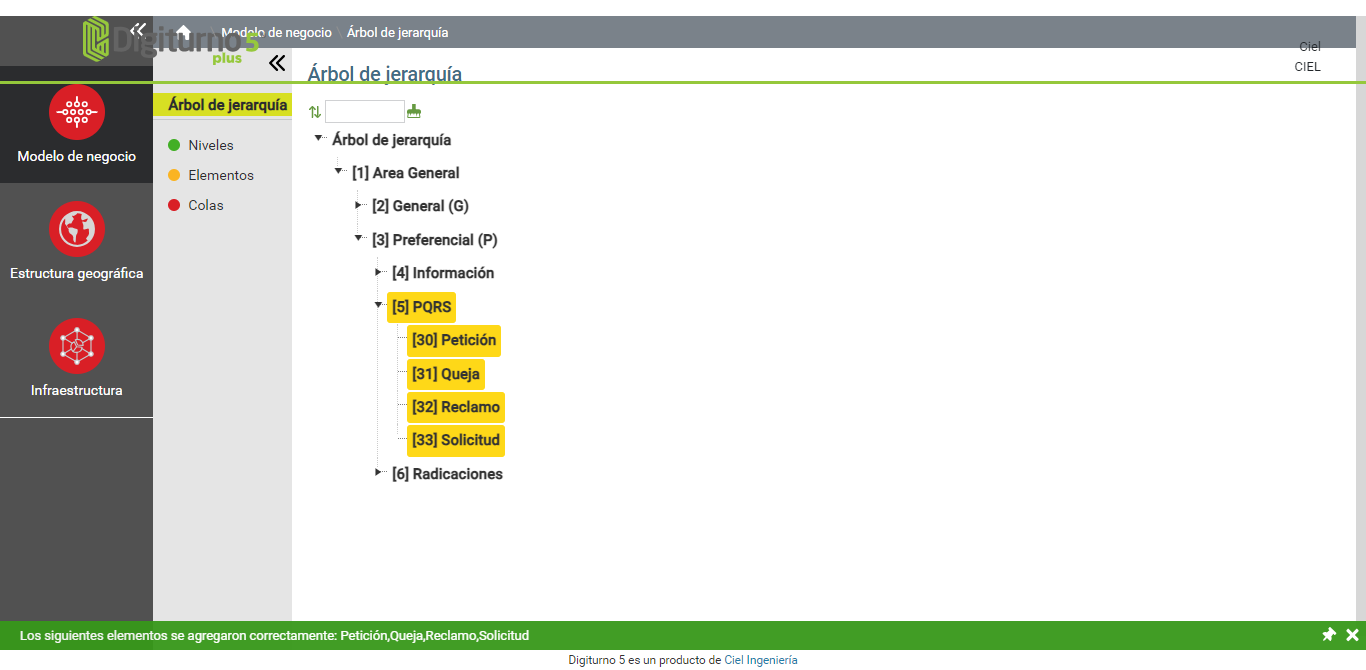 Digiturno5
plus
Modelo de negocio
Árbol de jerarquía
Ciel
CIEL
Modelo de negocio
Estructura geográfica
Infraestructura
Árbol de jerarquía
Niveles
Elementos
Colas
Árbol de jerarquía
Árbol de jerarquía
[1] Area General
[2] General (G)
[3] Preferencial (P)
[4] Información
[5] PQRS
[30] Petición
[31] Queja
[32] Reclamo
[33] Solicitud
[6] Radicaciones
Los siguientes elementos se agregaron correctamente: Petición,Queja,Reclamo,Solicitud
Digiturno 5 es un producto de Ciel Ingeniería